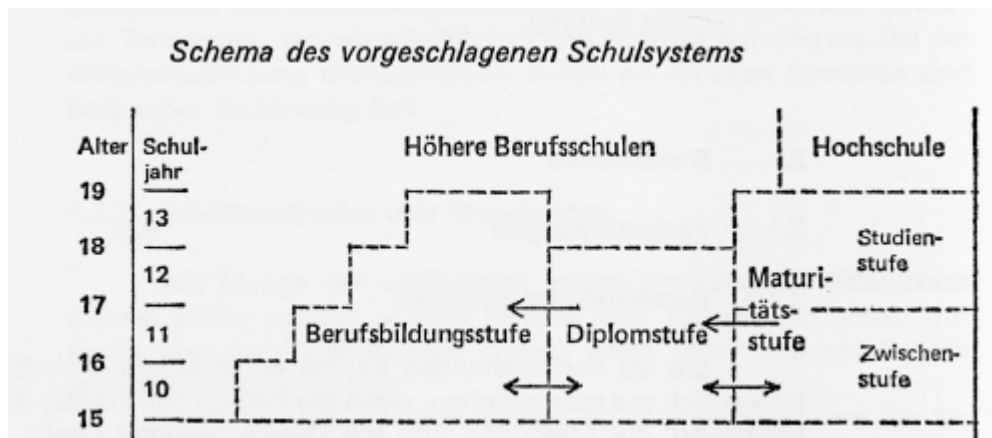 Schema des vorgeschlagenen Schulsystems
Alter
Schul-
jahr
Höhere Berufsschulen
Hochschule
19
13
18
12
17
11
16
10
15
Berufsbildungsstufe
Diplomstufe
Maturi-
täts-
stufe
Studien-
stufe
Zwischen-
stufe